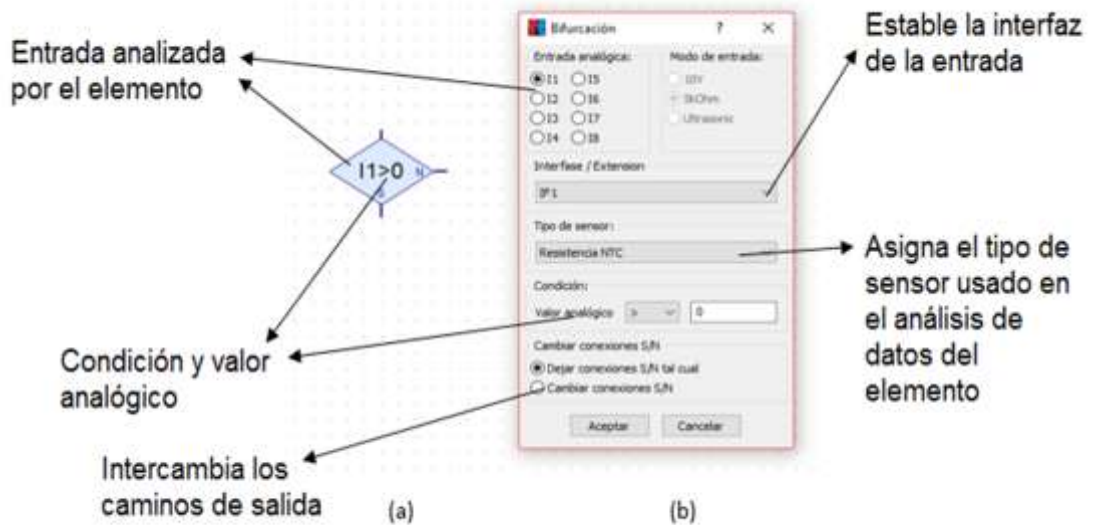 Entrada analizada
por el elemento
I1>0
N
S
Condición y valor
analógico
Intercambia los
caminos de salida
(a)
Bifurcación ? ×
Entrada analógica:
I1 I5
I2 I6
I3 I7
I4 I8
Modo de entrada:
10V
5kOhm
Ultrasonic
Interfase / Extension
IF1
Tipo de sensor:
Resistencia NTC
Condición:
Valor analógico > 0
Cambiar conexiones S/N
Dejar conexiones S/N tal cual
Cambiar conexiones S/N
Aceptar Cancelar
(b)
Estable la interfaz
de la entrada
Asigna el tipo de
sensor usado en
el análisis de
datos del
elemento